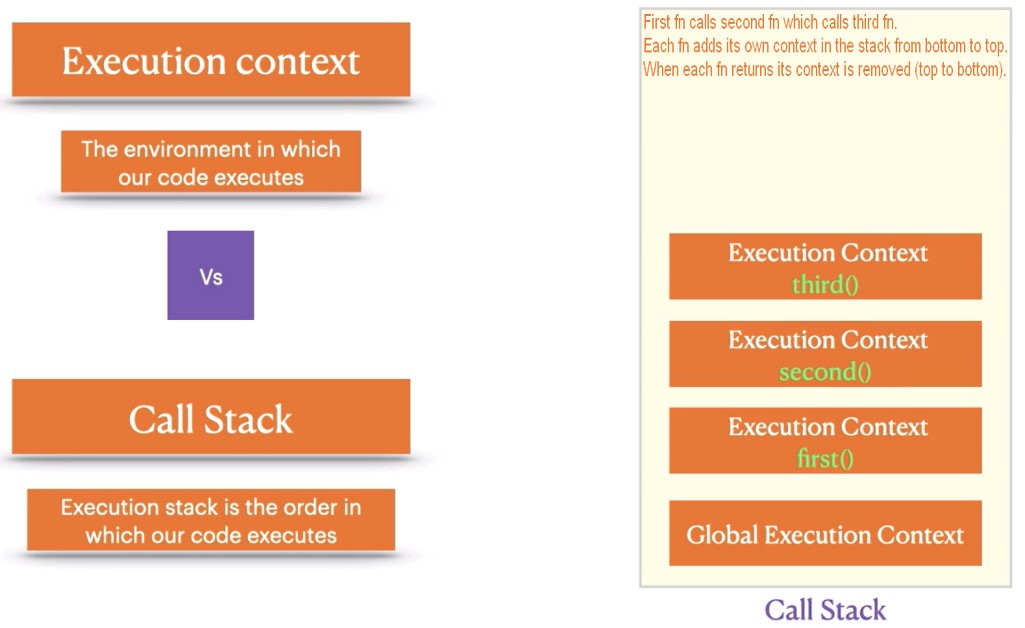 Execution context
The environment in which
our code executes
Vs
Call Stack
Execution stack is the order in
which our code executes
First fn calls second fn which calls third fn.
Each fn adds its own context in the stack from bottom to top.
When each fn returns its context is removed (top to bottom).
Execution Context
third()
Execution Context
second()
Execution Context
first()
Global Execution Context
Call Stack